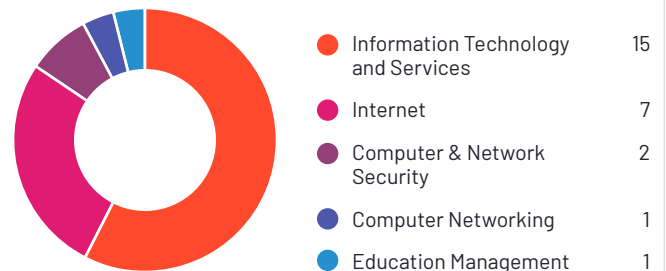 Information Technology 15
and Services
Internet 7
Computer & Network 2
Security
Computer Networking 1
Education Management 1